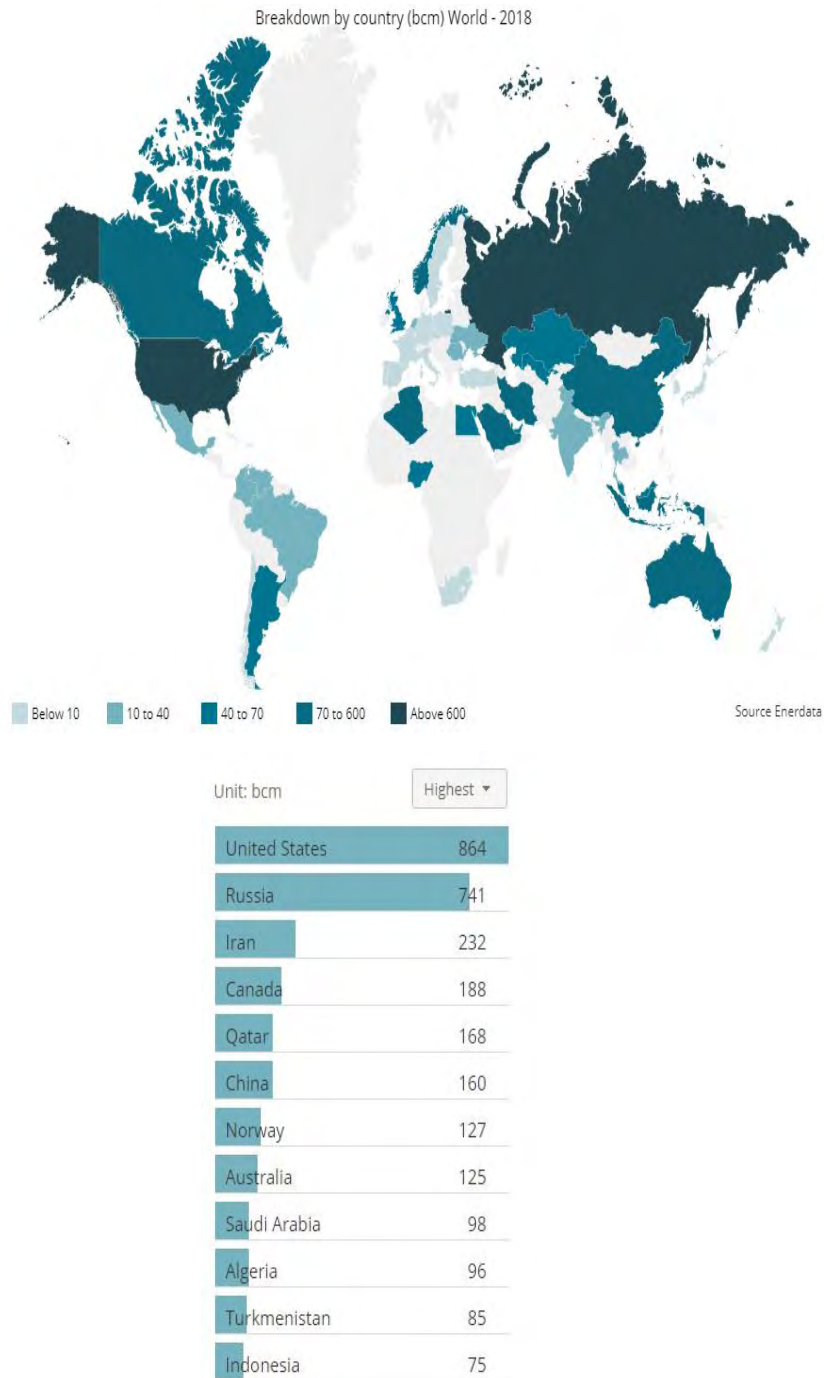 Breakdown by country (bcm) World - 2018
Below 10 10 to 40 40 to 70 70 to 600 Above 600 Source Enerdata
Unit: bcm Highest
United States 864
Russia 741
Iran 232
Canada 188
Qatar 168
China 160
Norway 127
Australia 125
Saudi Arabia 98
Algeria 96
Turkmenistan 85
Indonesia 75